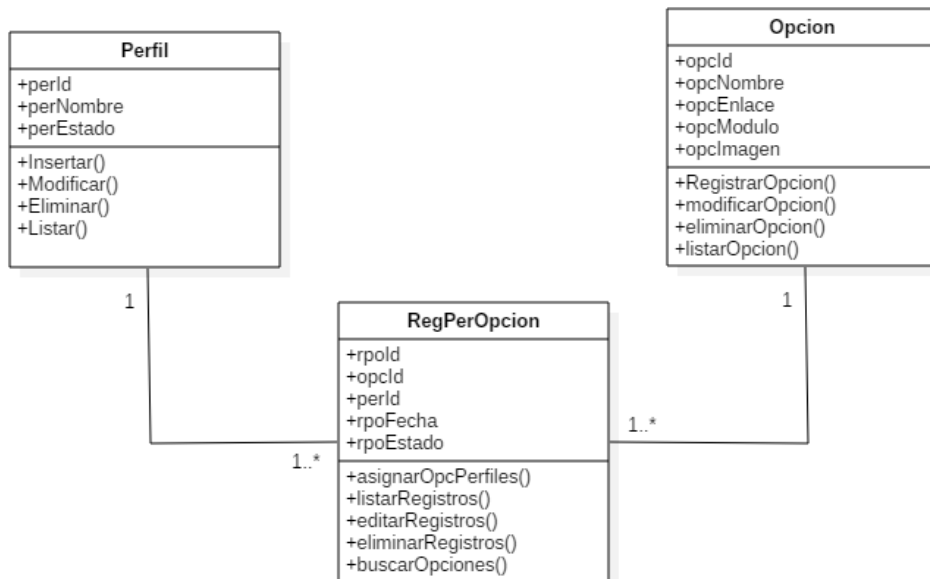 Perfil
+perId
+perNombre
+perEstado
+Insertar()
+Modificar()
+Eliminar()
+Listar()
1
1..*
Opcion
+opcId
+opcNombre
+opcEnlace
+opcModulo
+opcImagen
+RegistrarOpcion()
+modificarOpcion()
+eliminarOpcion()
+listarOpcion()
1
1..*
RegPerOpcion
+rpoId
+opcId
+perId
+rpoFecha
+rpoEstado
+asignarOpcPerfiles()
+listarRegistros()
+editarRegistros()
+eliminarRegistros()
+buscarOpciones()